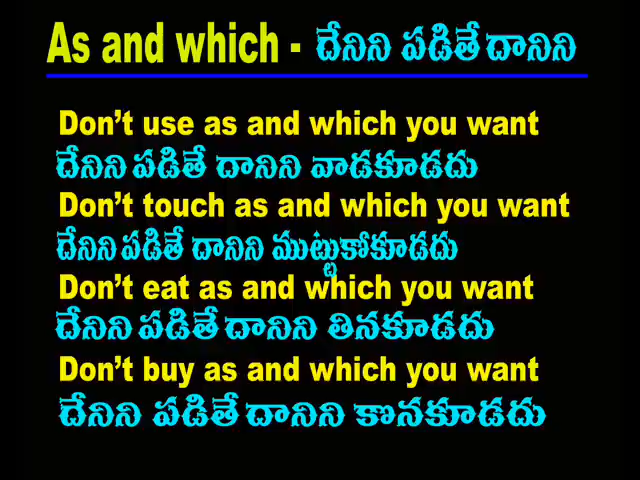 As and which - దేనిని పడితే దానిని
Don't use as and which you want
దేనిని పడితే దానిని వాడకూడదు
Don't touch as and which you want
దేనిని పడితే దానిని ముట్టుకోకూడదు
Don't eat as and which you want
దేనిని పడితే దానిని తినకూడదు
Don't buy as and which you want
దేనిని పడితే దానిని కొనకూడదు